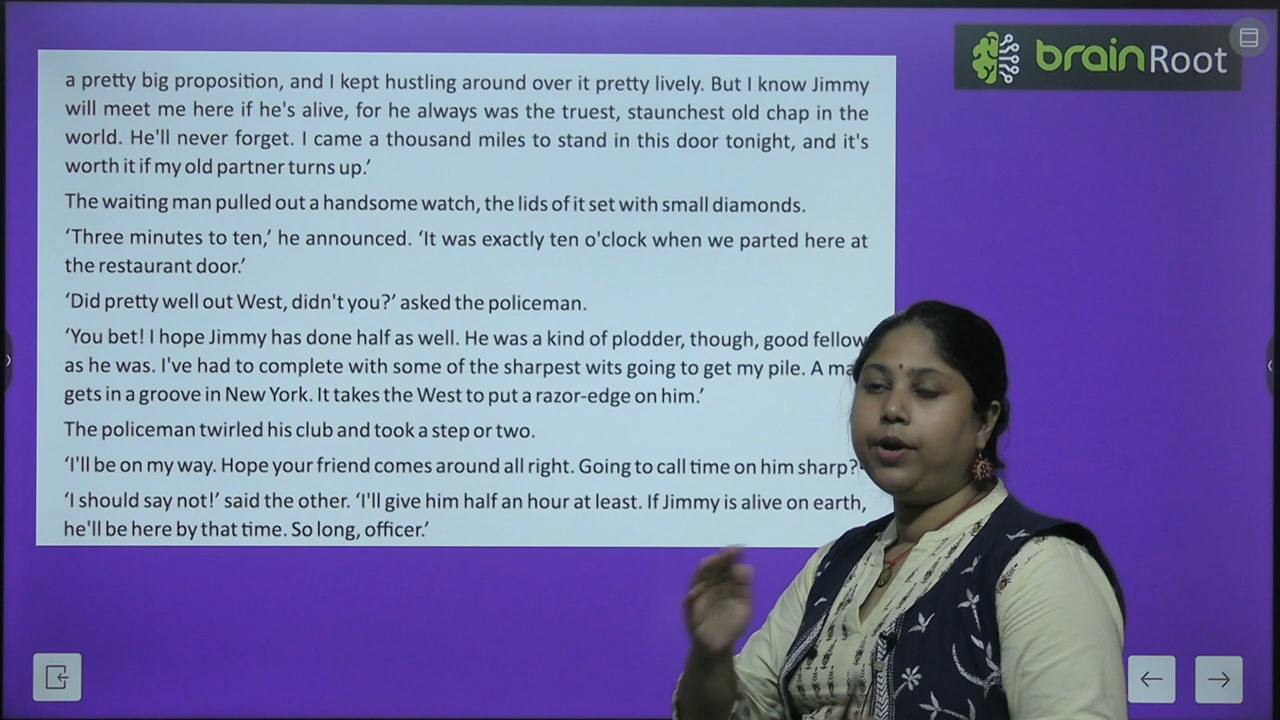 brainRoot
a pretty big proposition, and I kept hustling around over it pretty lively. But I know Jimmy
will meet me here if he's alive, for he always was the truest, staunchest old chap in the
world. He'll never forget. I came a thousand miles to stand in this door tonight, and it's
worth it if my old partner turns up.’
The waiting man pulled out a handsome watch, the lids of it set with small diamonds.
‘Three minutes to ten,’ he announced. ‘It was exactly ten o'clock when we parted here at
the restaurant door.’
‘Did pretty well out West, didn't you?’ asked the policeman.
‘You bet! I hope Jimmy has done half as well. He was a kind of plodder, though, good fellow
as he was. I've had to complete with some of the sharpest wits going to get my pile. A
gets in a groove in New York. It takes the West to put a razor-edge on him.’
The policeman twirled his club and took a step or two.
‘I'll be on my way. Hope your friend comes around all right. Going to call time on him sharp?
‘I should say not!’ said the other. ‘I'll give him half an hour at least. If Jimmy is alive on earth,
he'll be here by that time. So long, officer.’